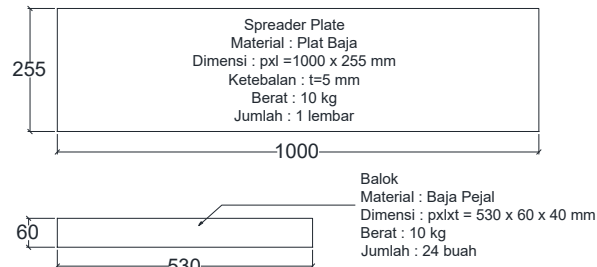 Spreader Plate
Material : Plat Baja
Dimensi : pxl =1000 x 255 mm
Ketebalan : t=5 mm
Berat : 10 kg
Jumlah : 1 lembar
255
1000
Balok
Material : Baja Pejal
Dimensi : pxlxt = 530 x 60 x 40 mm
Berat : 10 kg
Jumlah : 24 buah
60
530